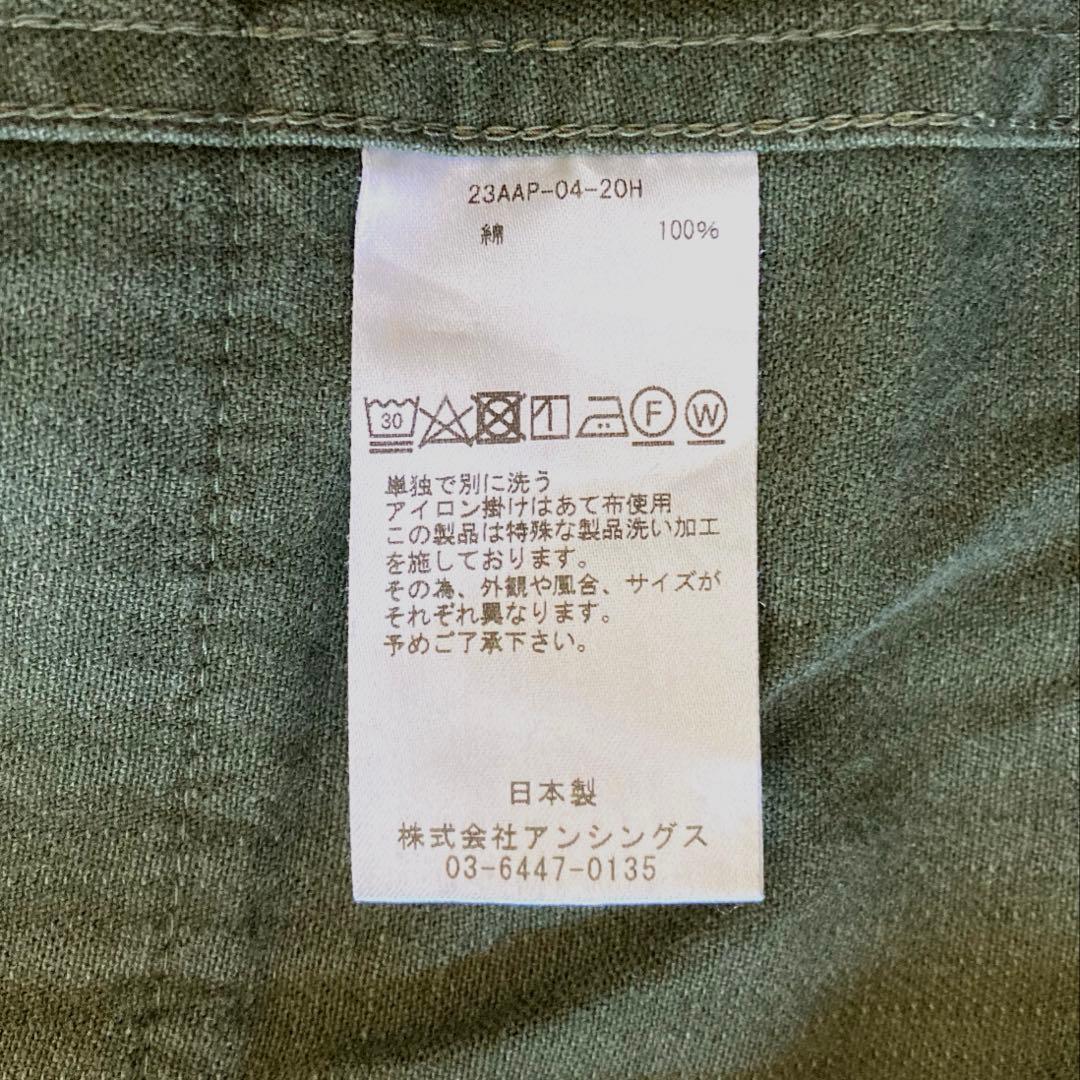 23AAP-04-20H
綿 100%
30 F W
単独で別に洗う
アイロン掛けはあて布使用
この製品は特殊な製品洗い加工
を施しております。
その為、外観や風合、サイズが
それぞれ異なります。
予めご了承下さい。
日本製
株式会社アンシングス
03-6447-0135